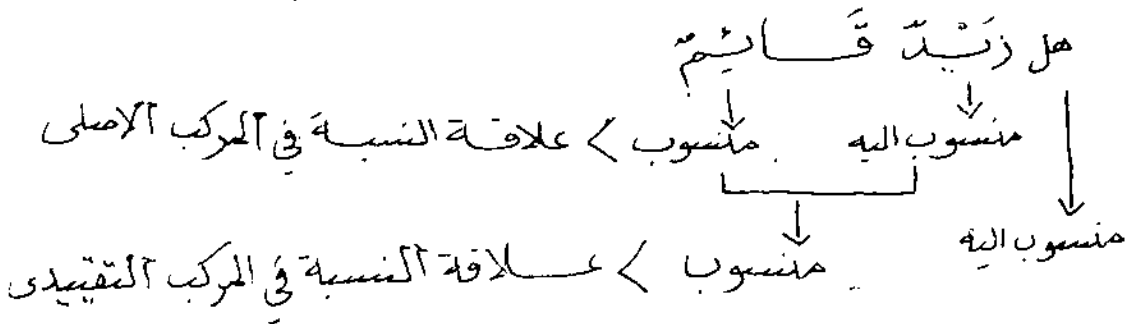 هل زَيْدٌ قَائِمٌ
منسوب اليه منسوب > علاقة النسبة في المركب الاصلى
منسوب اليه
منسوب > علاقة النسبة في المركب التقييدى